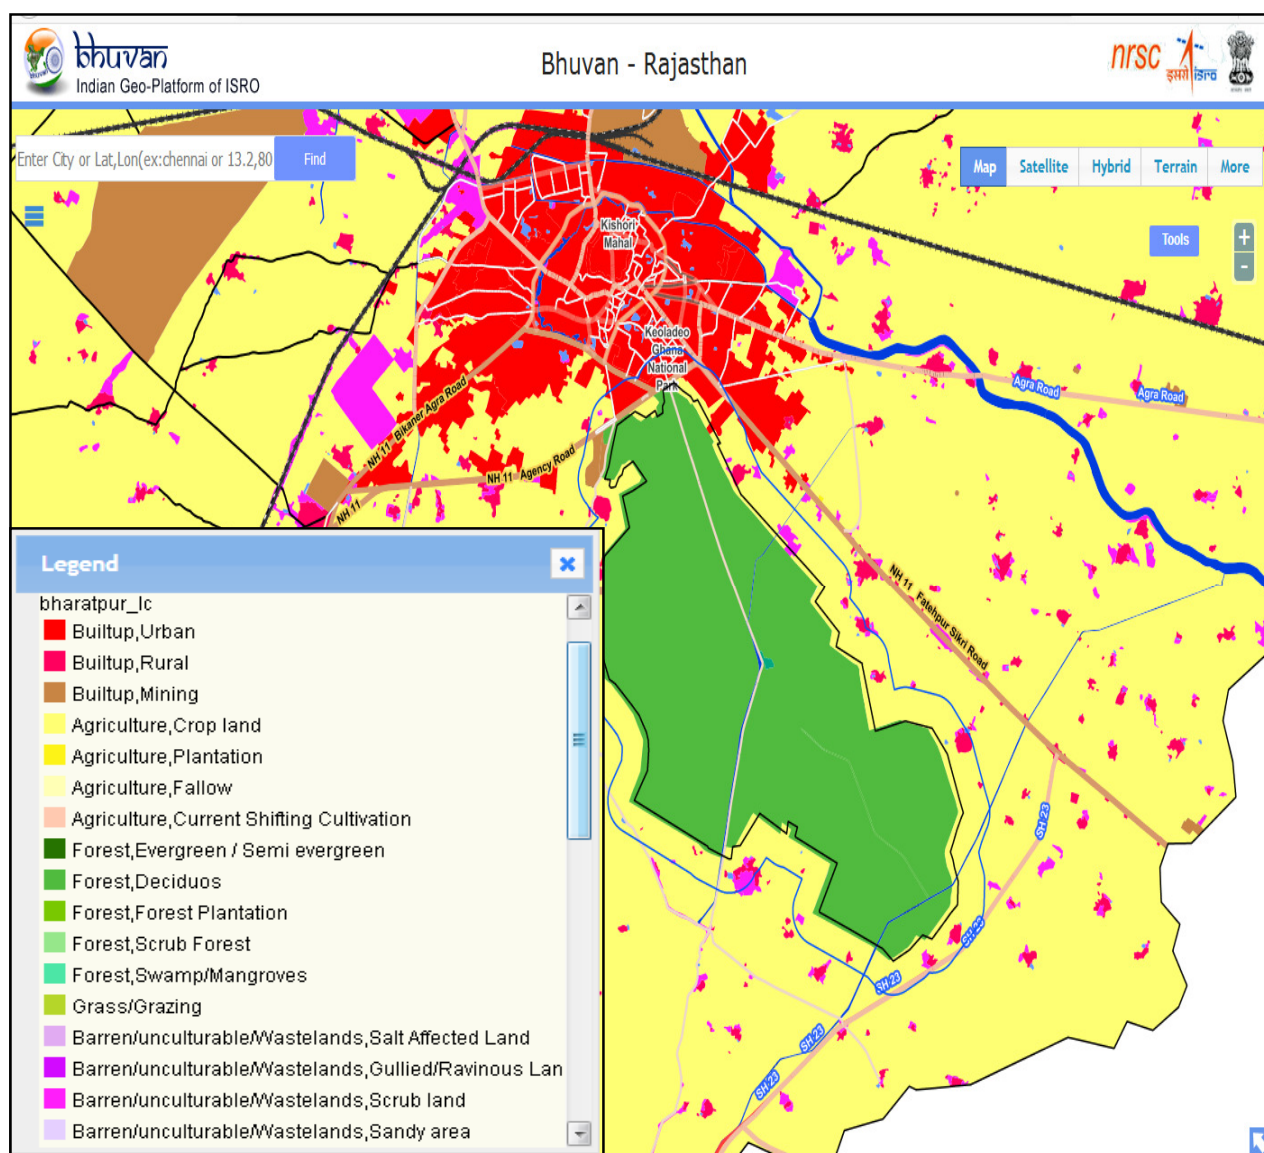 bhuvan
Indian Geo-Platform of ISRO
Bhuvan - Rajasthan
nrsc
इसरो isro
Enter City or Lat,Lon(ex:chennai or 13.2,80
Find
Map
Satellite
Hybrid
Terrain
More
Tools
+
-
Kishori
Mahal
Keoladeo
Ghana
National
Park
Agra Road
Agra Road
NH 11 Bikaner Agra Road
NH 11 Agency Road
NH 11
NH 11 Fatehpur Sikri Road
SH 23
SH 23
SH 23
SH 23
SH 23
Legend
bharatpur_lc
Builtup,Urban
Builtup,Rural
Builtup,Mining
Agriculture,Crop land
Agriculture,Plantation
Agriculture,Fallow
Agriculture,Current Shifting Cultivation
Forest,Evergreen / Semi evergreen
Forest,Deciduos
Forest,Forest Plantation
Forest,Scrub Forest
Forest,Swamp/Mangroves
Grass/Grazing
Barren/unculturable/Wastelands,Salt Affected Land
Barren/unculturable/Wastelands,Gullied/Ravinous Lan
Barren/unculturable/Wastelands,Scrub land
Barren/unculturable/Wastelands,Sandy area